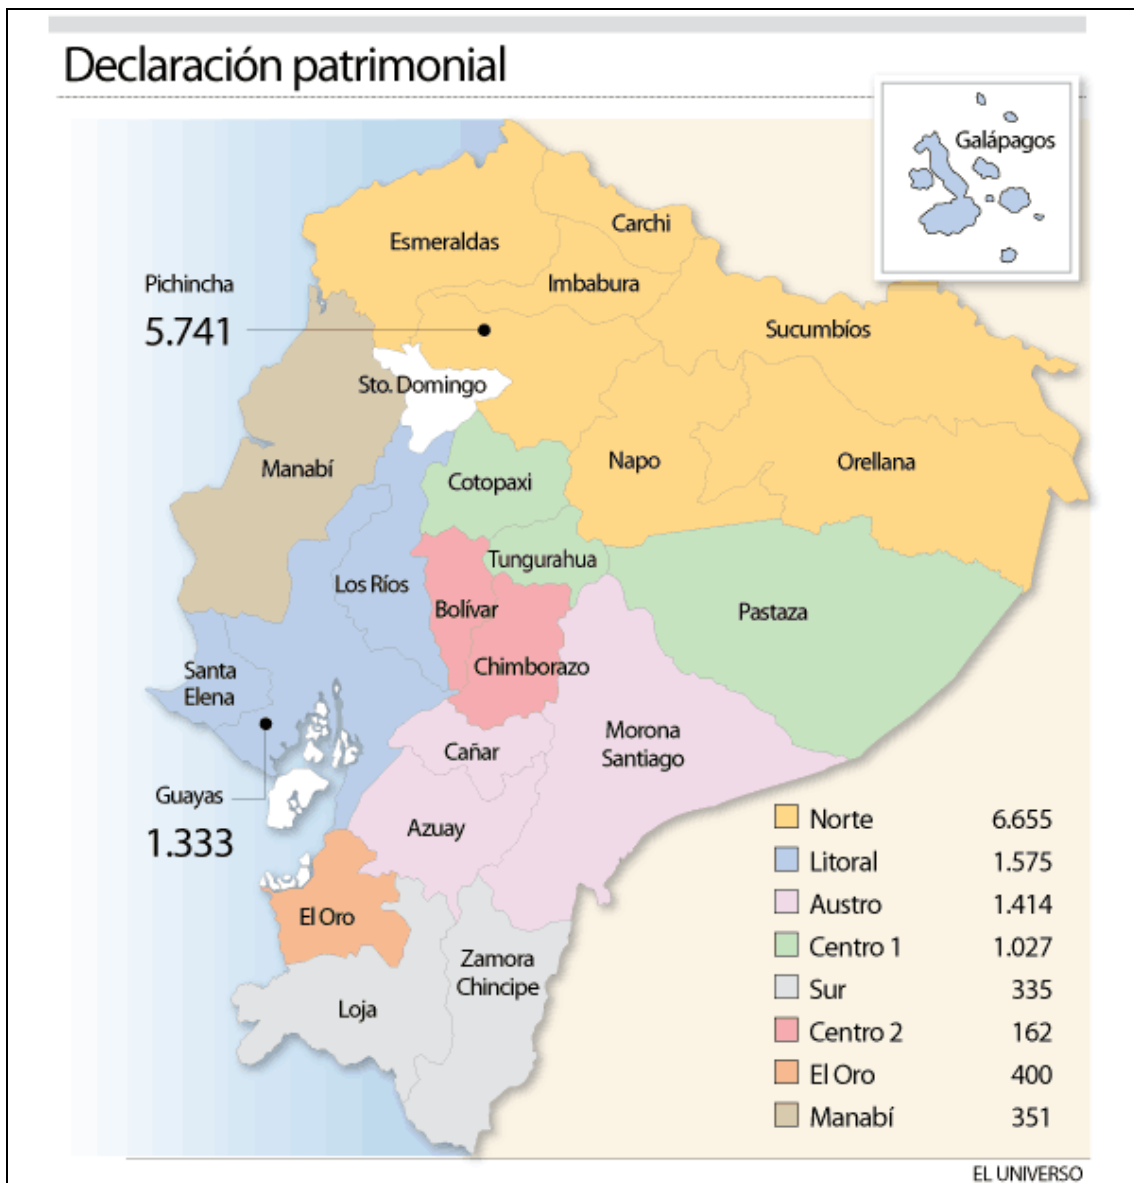 Declaración patrimonial
Galápagos
Carchi
Esmeraldas
Imbabura
Pichincha
5.741
Sucumbíos
Sto. Domingo
Manabí
Cotopaxi
Napo
Orellana
Tungurahua
Los Ríos
Bolívar
Pastaza
Chimborazo
Santa
Elena
Morona
Santiago
Cañar
Guayas
1.333
Azuay
El Oro
Zamora
Chincipe
Loja
Norte 6.655
Litoral 1.575
Austro 1.414
Centro 1 1.027
Sur 335
Centro 2 162
El Oro 400
Manabí 351
EL UNIVERSO